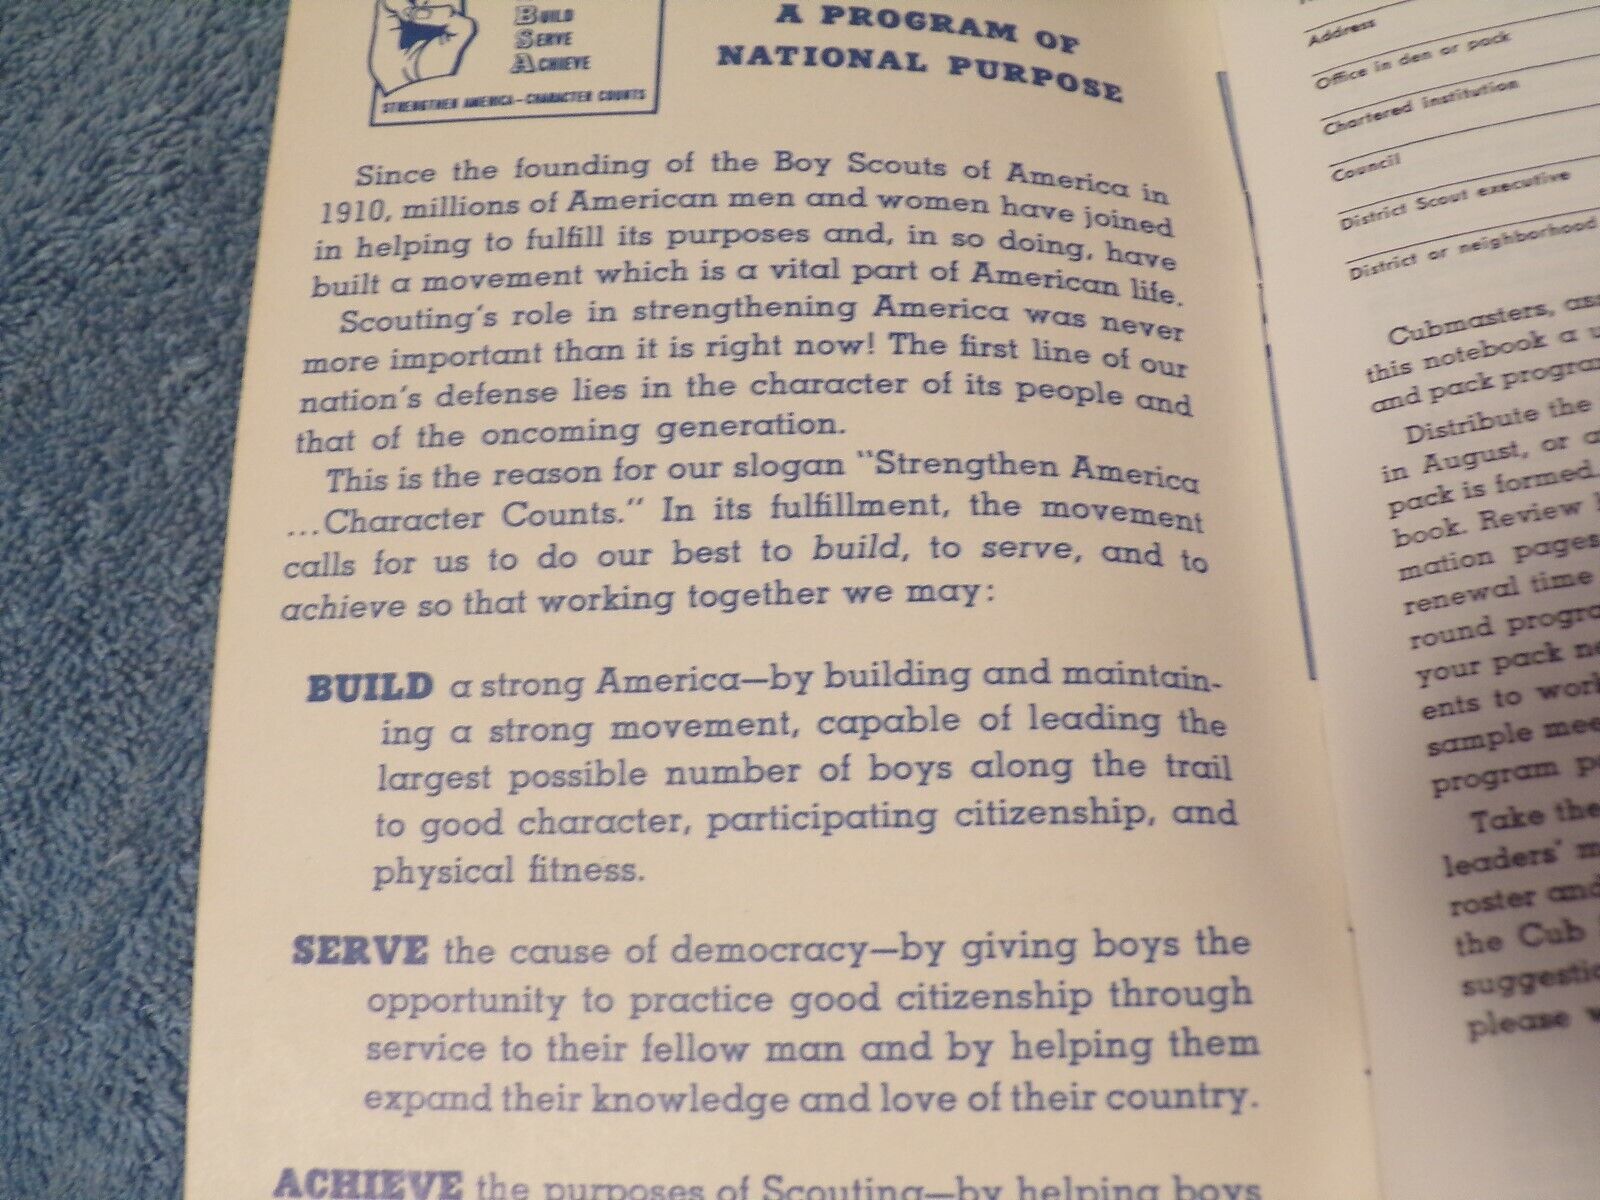 BUILD
SERVE
ACHIEVE
STRENGTHEN AMERICA—CHARACTER COUNTS
A PROGRAM OF
NATIONAL PURPOSE
Since the founding of the Boy Scouts of America in
1910, millions of American men and women have joined
in helping to fulfill its purposes and, in so doing, have
built a movement which is a vital part of American life.
Scouting's role in strengthening America was never
more important than it is right now! The first line of our
nation's defense lies in the character of its people and
that of the oncoming generation.
This is the reason for our slogan "Strengthen America
...Character Counts." In its fulfillment, the movement
calls for us to do our best to build, to serve, and to
achieve so that working together we may:
BUILD a strong America—by building and maintain-
ing a strong movement, capable of leading the
largest possible number of boys along the trail
to good character, participating citizenship, and
physical fitness.
SERVE the cause of democracy—by giving boys the
opportunity to practice good citizenship through
service to their fellow man and by helping them
expand their knowledge and love of their country.
ACHIEVE the purposes of Scouting—by helping boys
Address
Office in den or pack
Chartered institution
Council
District Scout executive
District or neighborhood
Cubmasters,
this notebook a
and pack
Distribute the
in August, or
pack is formed.
book. Review
mation pages
renewal time
round
your pack
ents to
sample
program
Take the
leaders'
roster and
the Cub
please